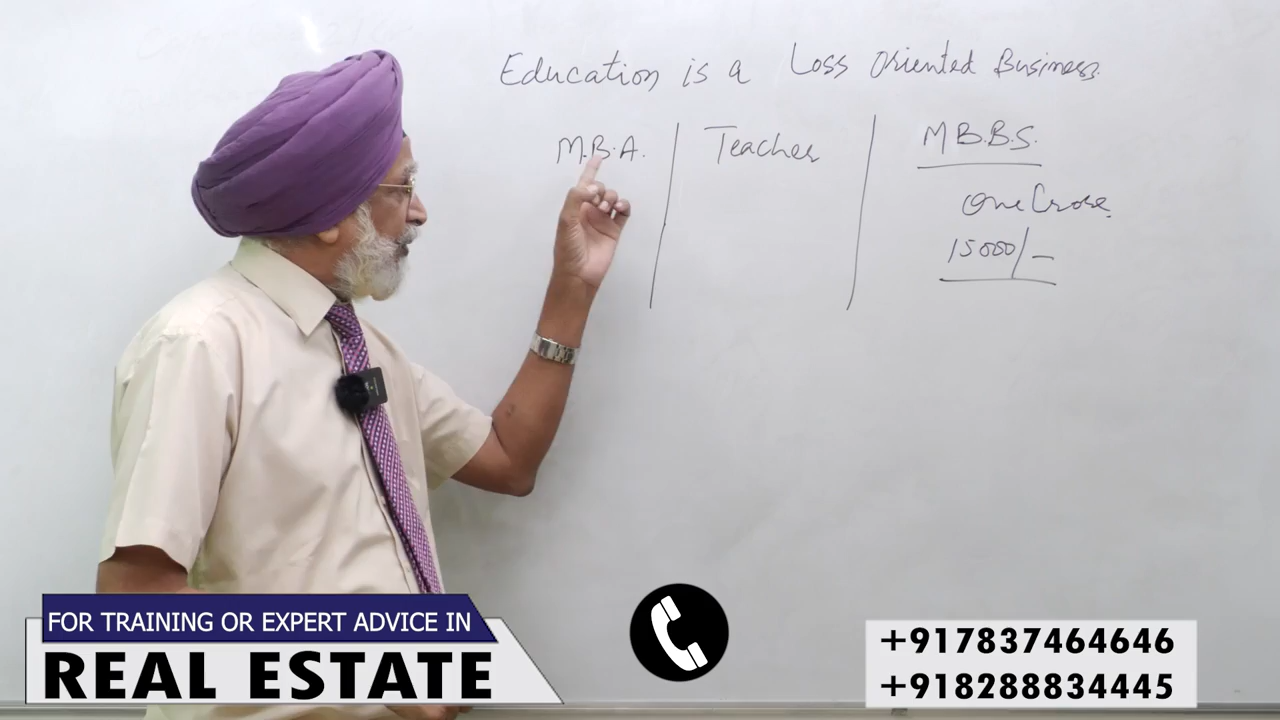 Education is a Loss Oriented Business.
M.B.A. Teacher M.B.B.S.
One Crore
15000/-
FOR TRAINING OR EXPERT ADVICE IN
REAL ESTATE
+917837464646
+918288834445